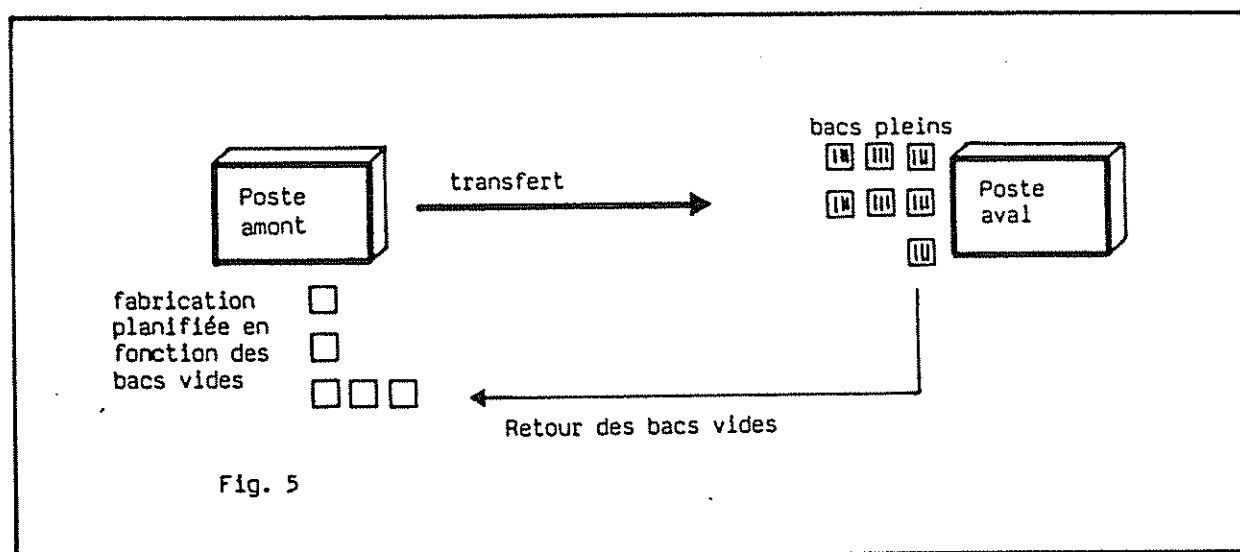 bacs pleins
Poste
amont
transfert
Poste
aval
fabrication
planifiée en
fonction des
bacs vides
Retour des bacs vides
Fig. 5